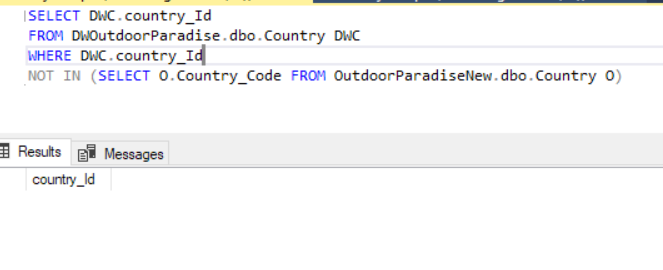 SELECT DWC.country_Id
FROM DWOutdoorParadise.dbo.Country DWC
WHERE DWC.country_Id
NOT IN (SELECT O.Country_Code FROM OutdoorParadiseNew.dbo.Country O)
Results Messages
country_Id